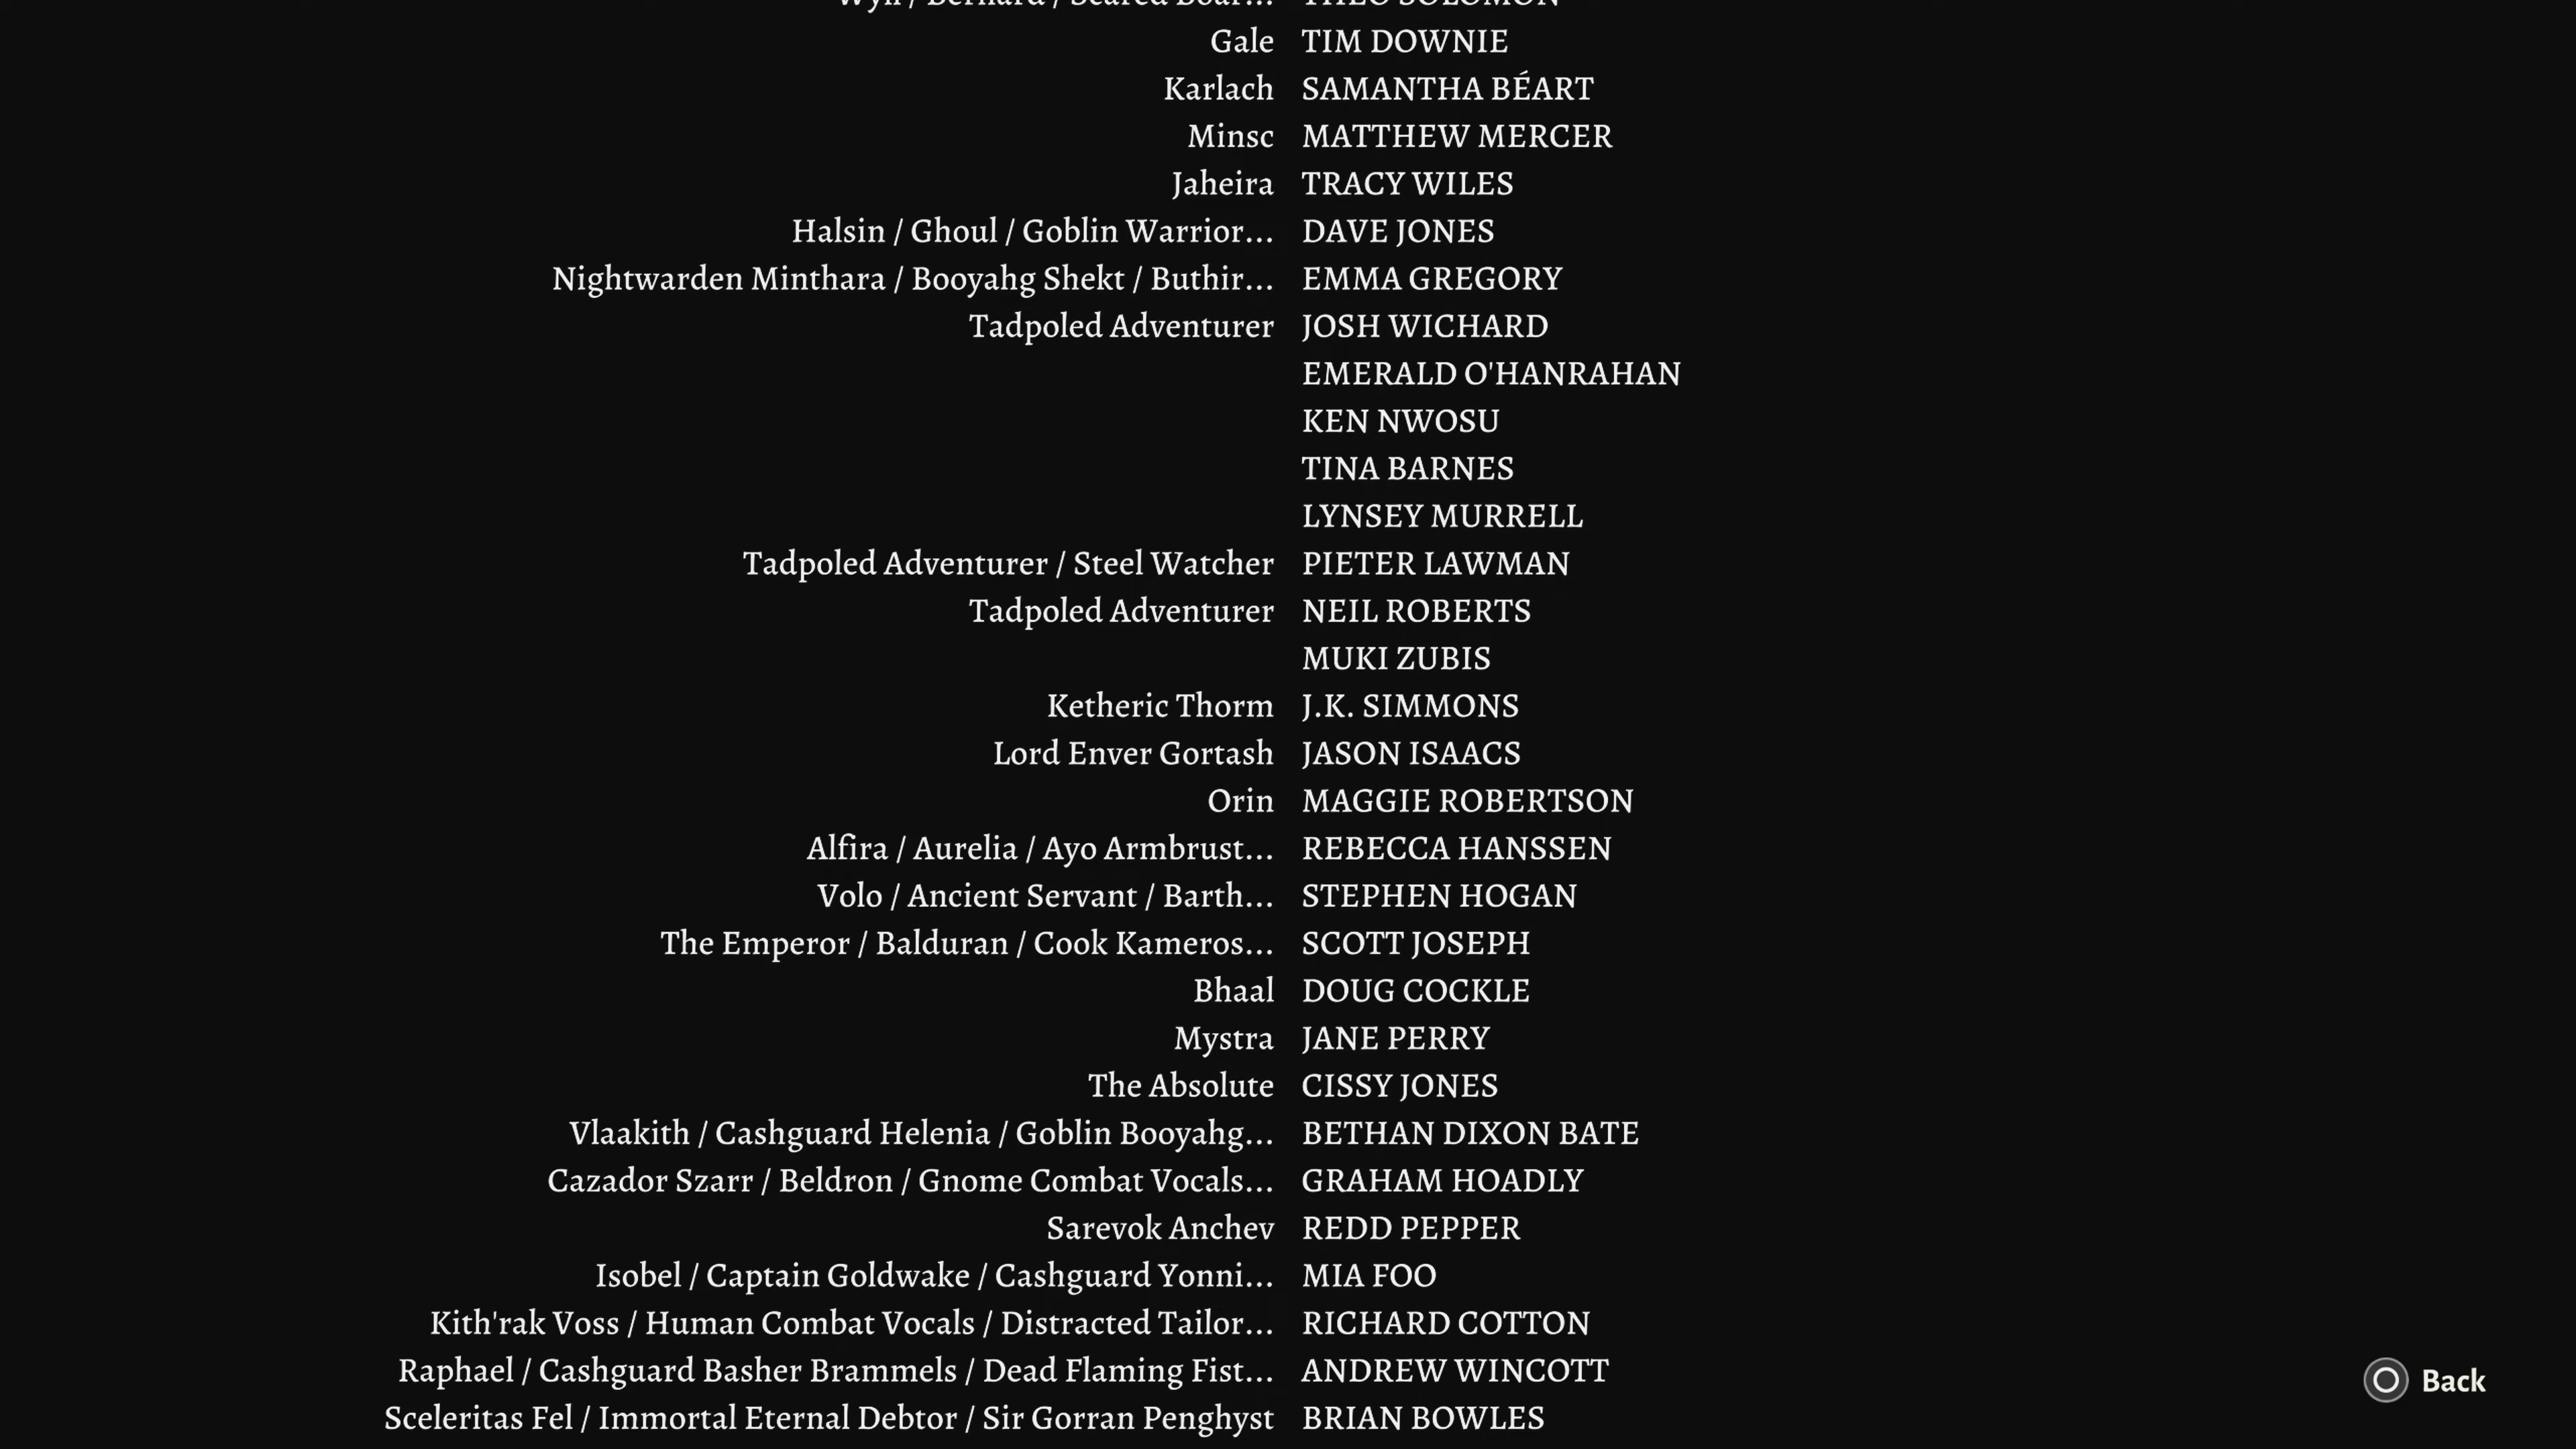 Wyll / Bernard / Scared Boar... THEO SOLOMON
Gale TIM DOWNIE
Karlach SAMANTHA BÉART
Minsc MATTHEW MERCER
Jaheira TRACY WILES
Halsin / Ghoul / Goblin Warrior... DAVE JONES
Nightwarden Minthara / Booyahg Shekt / Buthir... EMMA GREGORY
Tadpoled Adventurer JOSH WICHARD
EMERALD O'HANRAHAN
KEN NWOSU
TINA BARNES
LYNSEY MURRELL
Tadpoled Adventurer / Steel Watcher PIETER LAWMAN
Tadpoled Adventurer NEIL ROBERTS
MUKI ZUBIS
Ketheric Thorm J.K. SIMMONS
Lord Enver Gortash JASON ISAACS
Orin MAGGIE ROBERTSON
Alfira / Aurelia / Ayo Armbrust... REBECCA HANSSEN
Volo / Ancient Servant / Barth... STEPHEN HOGAN
The Emperor / Balduran / Cook Kameros... SCOTT JOSEPH
Bhaal DOUG COCKLE
Mystra JANE PERRY
The Absolute CISSY JONES
Vlaakith / Cashguard Helenia / Goblin Booyahg... BETHAN DIXON BATE
Cazador Szarr / Beldron / Gnome Combat Vocals... GRAHAM HOADLY
Sarevok Anchev REDD PEPPER
Isobel / Captain Goldwake / Cashguard Yonni... MIA FOO
Kith'rak Voss / Human Combat Vocals / Distracted Tailor... RICHARD COTTON
Raphael / Cashguard Basher Brammels / Dead Flaming Fist... ANDREW WINCOTT
Back
Sceleritas Fel / Immortal Eternal Debtor / Sir Gorran Penghyst BRIAN BOWLES